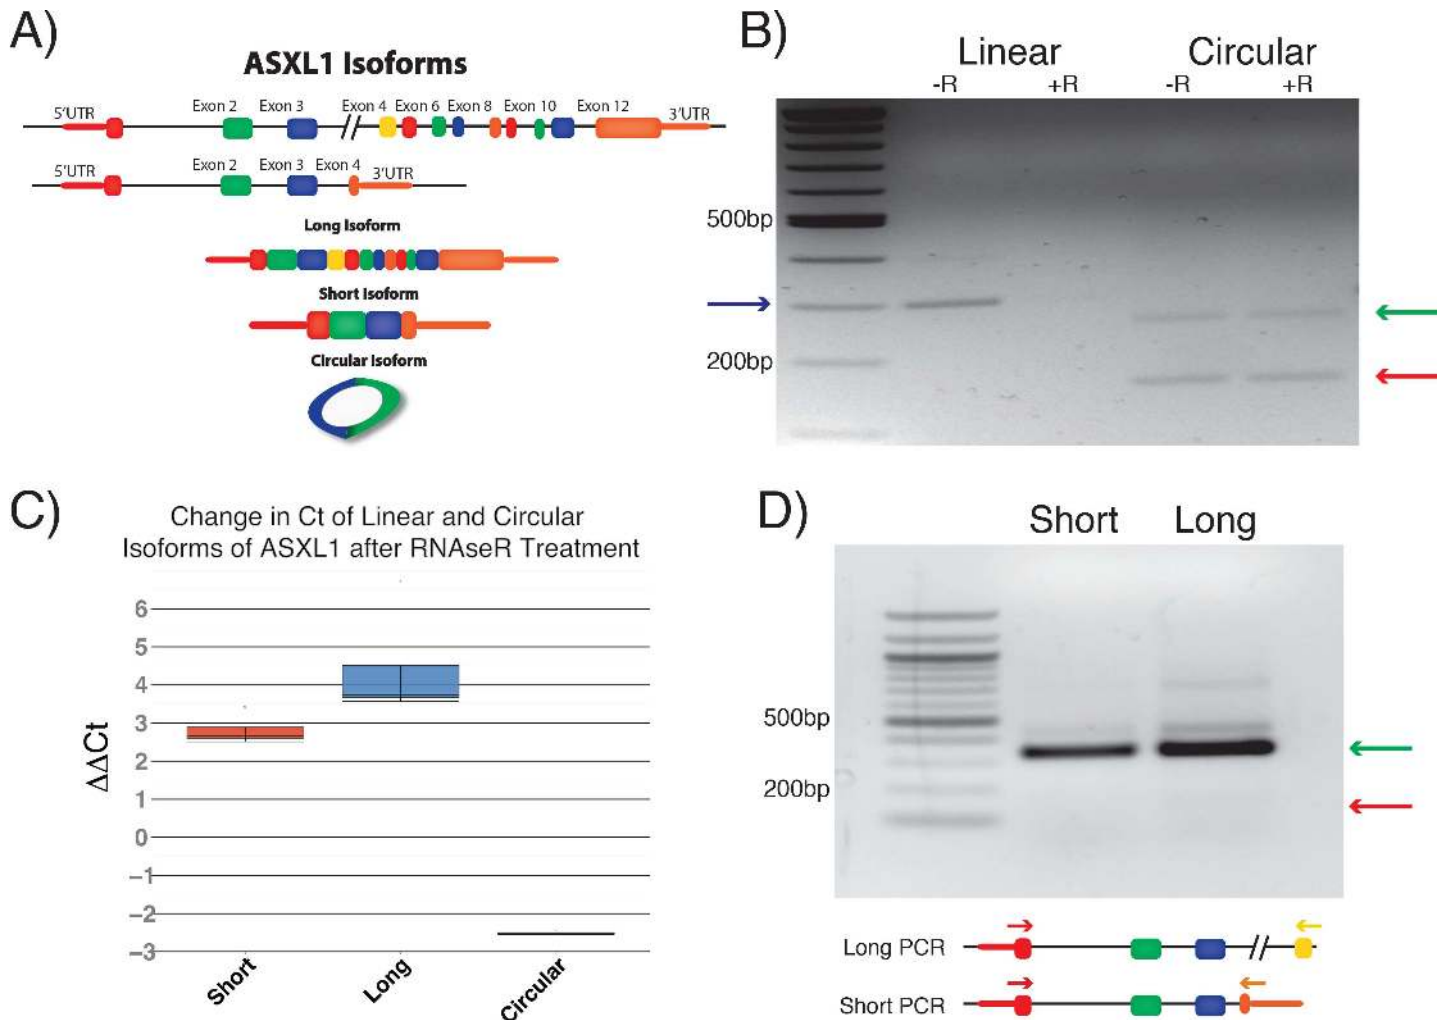 A)
ASXL1 Isoforms
5'UTR Exon 2 Exon 3 Exon 4 Exon 6 Exon 8 Exon 10 Exon 12 3'UTR
5'UTR Exon 2 Exon 3 Exon 4 3'UTR
Long Isoform
Short Isoform
Circular Isoform
B)
Linear Circular
-R +R -R +R
500bp
200bp
C)
Change in Ct of Linear and Circular
Isoforms of ASXL1 after RNAseR Treatment
ΔΔCt
6
5
4
3
2
1
0
−1
−2
−3
Short Long Circular
D)
Short Long
500bp
200bp
Long PCR
Short PCR